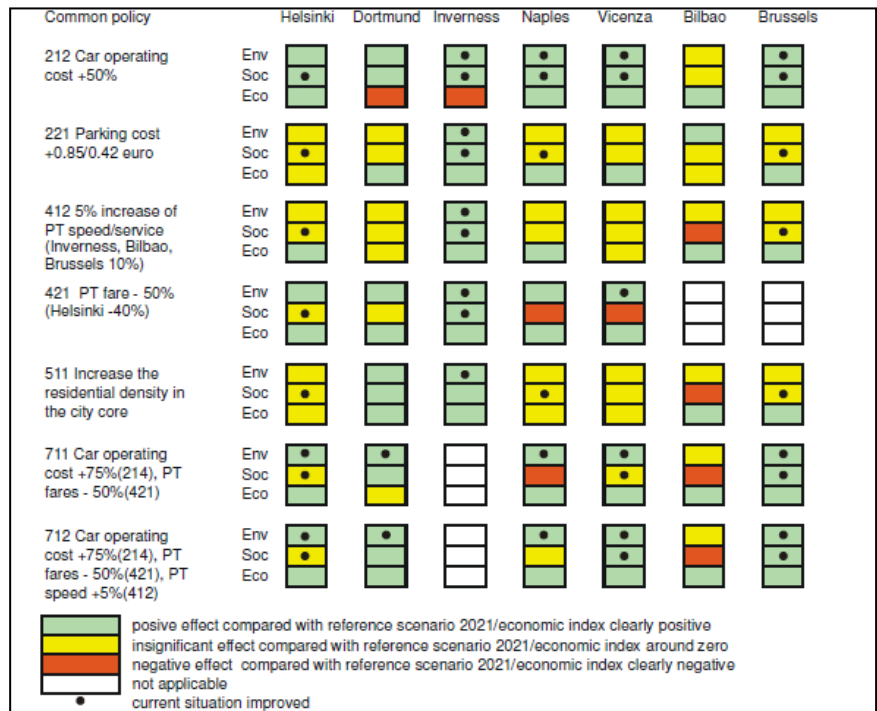 Common policy Helsinki Dortmund Inverness Naples Vicenza Bilbao Brussels
212 Car operating Env
cost +50% Soc
Eco
221 Parking cost Env
+0.85/0.42 euro Soc
Eco
412 5% increase of Env
PT speed/service Soc
(Inverness, Bilbao, Eco
Brussels 10%)
421 PT fare - 50% Env
(Helsinki -40%) Soc
Eco
511 Increase the Env
residential density in Soc
the city core Eco
711 Car operating Env
cost +75%(214), PT Soc
fares - 50%(421) Eco
712 Car operating Env
cost +75%(214), PT Soc
fares - 50%(421), PT Eco
speed +5%(412)
posive effect compared with reference scenario 2021/economic index clearly positive
insignificant effect compared with reference scenario 2021/economic index around zero
negative effect compared with reference scenario 2021/economic index clearly negative
not applicable
current situation improved